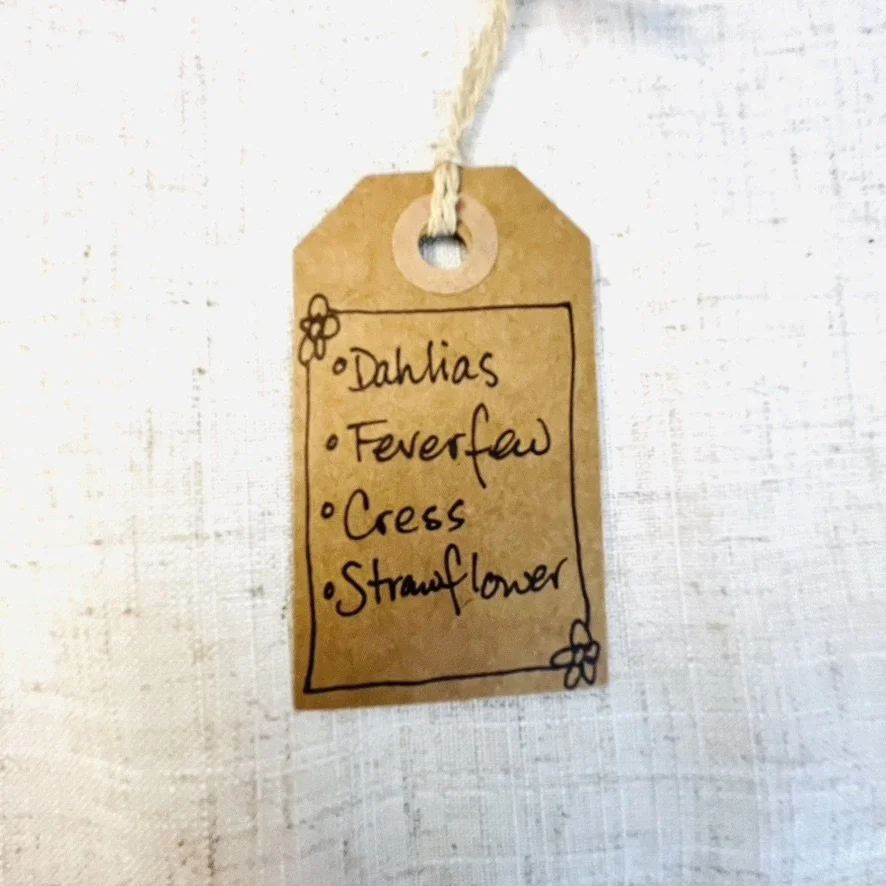 • Dahlias
• Feverfew
• Cress
• Strawflower